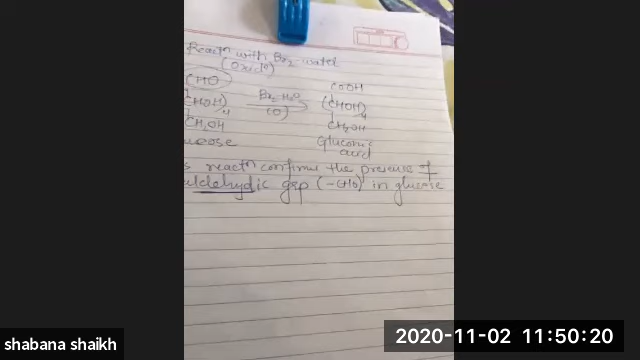 Reactn with Br2-water
(Oxidn)
CHO
(CHOH)4
CH2OH
Br2-H2O
(O)
COOH
(CHOH)4
CH2OH
Gluconic
acid
s reactn confirms the presence of
aldehydic grp (-CHO) in glucose
shabana shaikh
2020-11-02 11:50:20